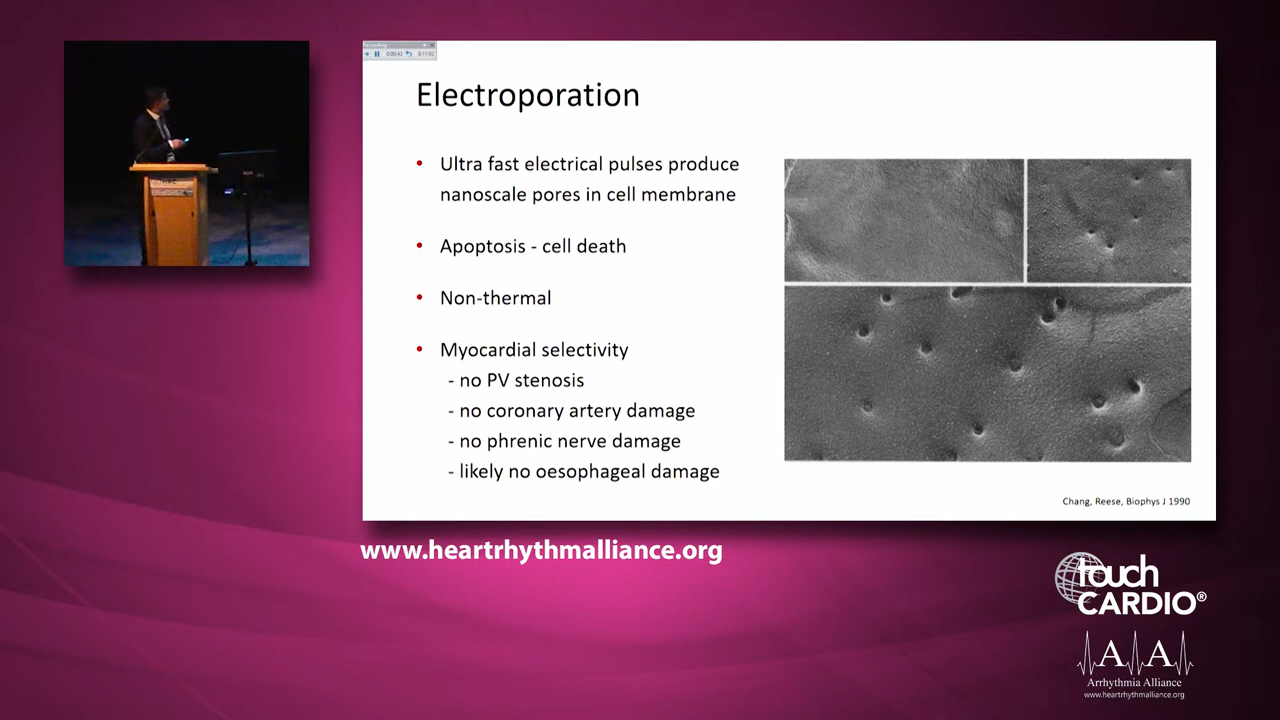 Electroporation
• Ultra fast electrical pulses produce
nanoscale pores in cell membrane
• Apoptosis - cell death
• Non-thermal
• Myocardial selectivity
- no PV stenosis
- no coronary artery damage
- no phrenic nerve damage
- likely no oesophageal damage
Chang, Reese, Biophys J 1990
www.heartrhythmalliance.org
touch
CARDIO®
A A
Arrhythmia Alliance
www.heartrhythmalliance.org